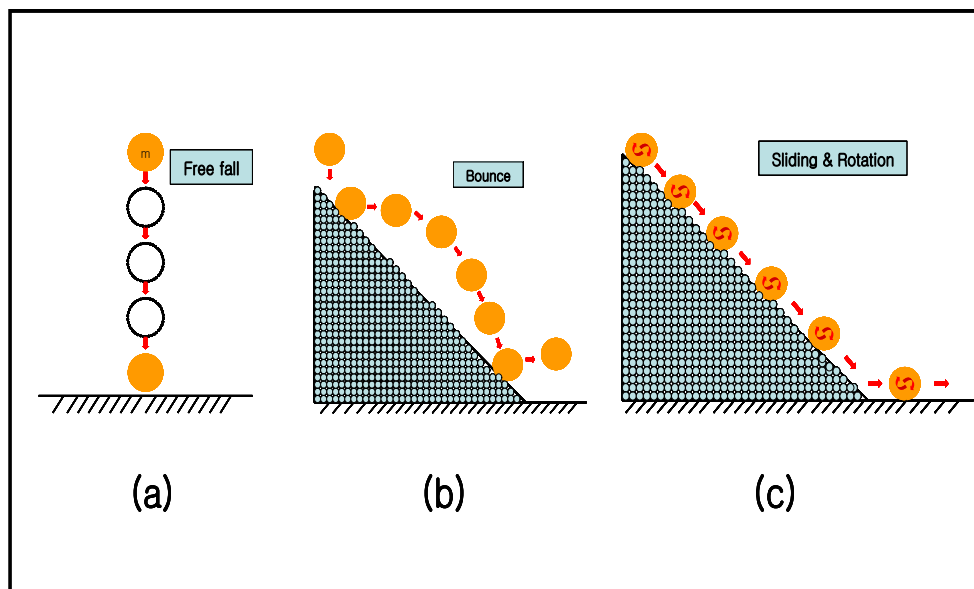 m
Free fall
Bounce
Sliding & Rotation
(a)
(b)
(c)